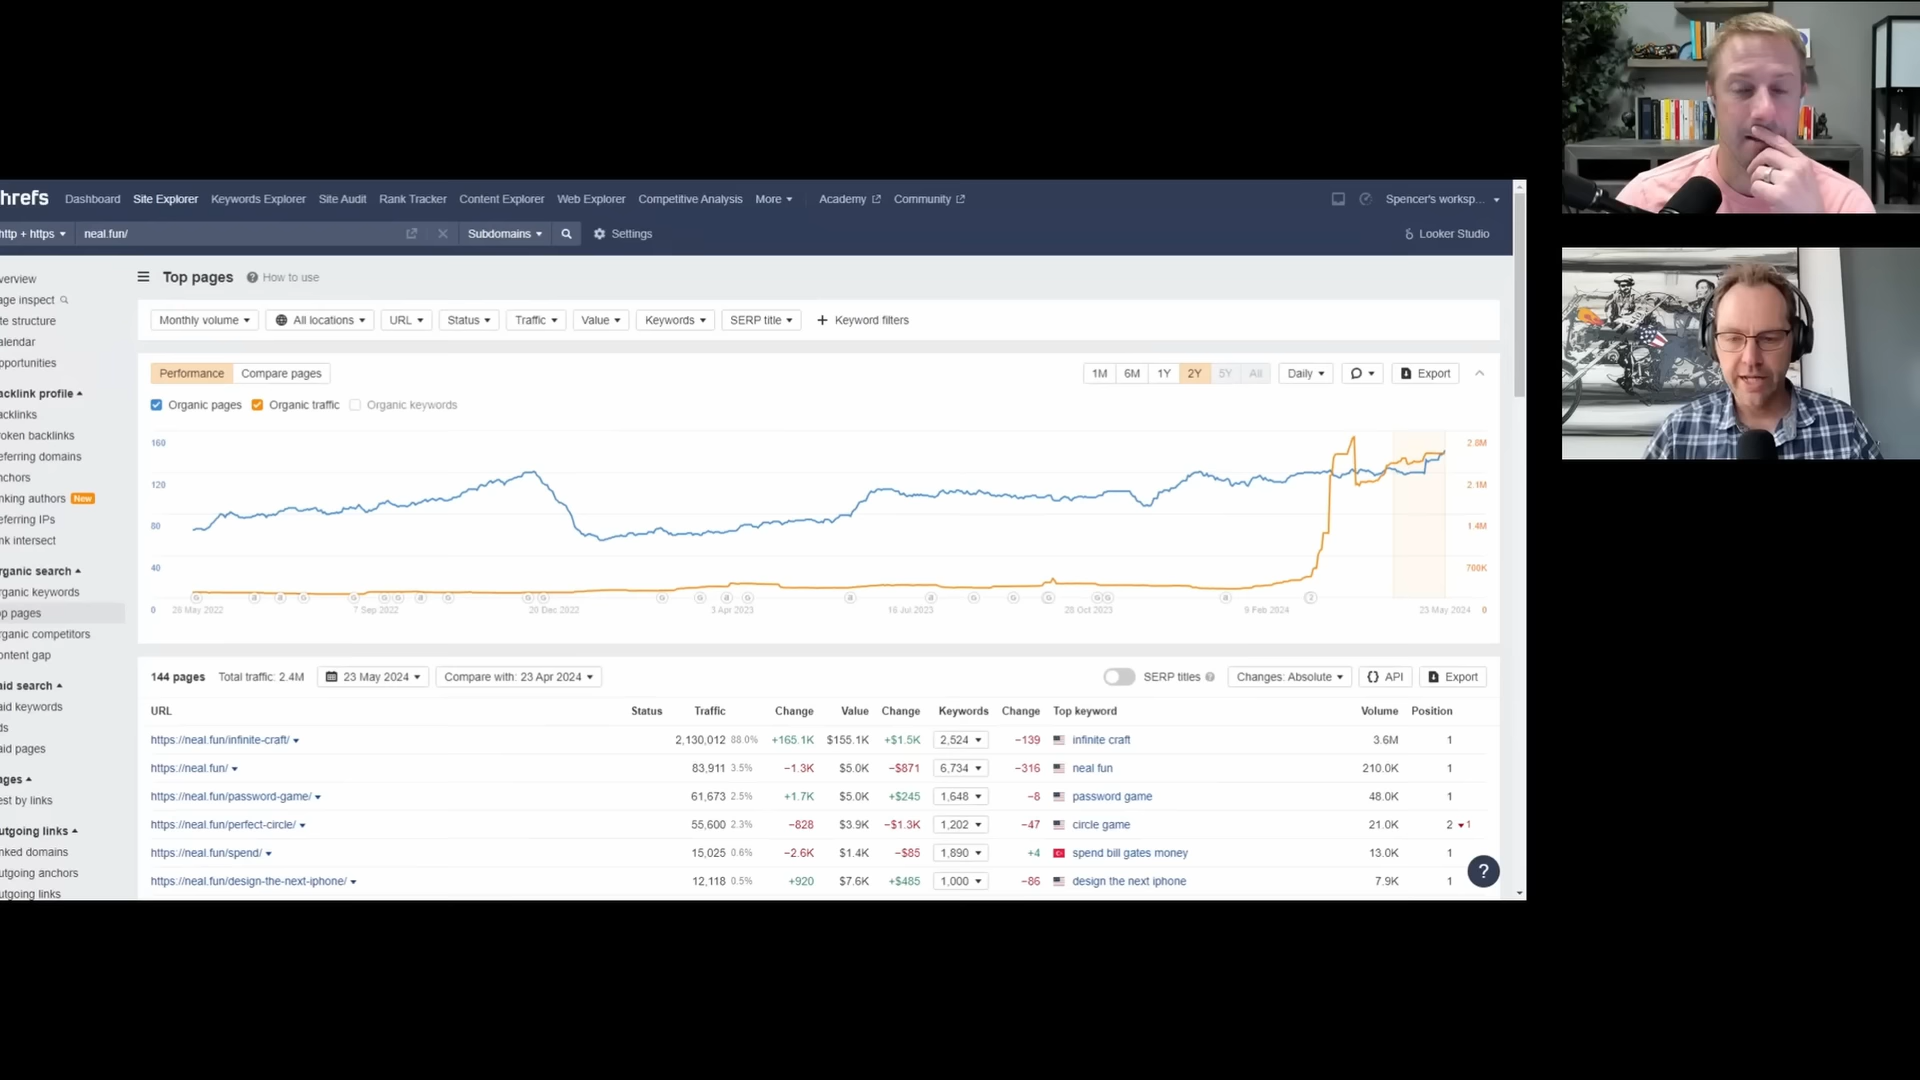 hrefs Dashboard Site Explorer Keywords Explorer Site Audit Rank Tracker Content Explorer Web Explorer Competitive Analysis More Academy Community Spencer's worksp...
http + https neal.fun/ Subdomains Settings Looker Studio
verview
age inspect
te structure
alendar
pportunities
acklink profile
acklinks
roken backlinks
eferring domains
nchors
nking authors New
eferring IPs
nk intersect
rganic search
rganic keywords
op pages
rganic competitors
ontent gap
aid search
aid keywords
ds
aid pages
ages
est by links
utgoing links
nked domains
utgoing anchors
utgoing links
Top pages ? How to use
Monthly volume All locations URL Status Traffic Value Keywords SERP title + Keyword filters
Performance Compare pages 1M 6M 1Y 2Y 5Y All Daily Export
Organic pages Organic traffic Organic keywords
160 2.8M
120 2.1M
80 1.4M
40 700K
0 26 May 2022 7 Sep 2022 20 Dec 2022 3 Apr 2023 16 Jul 2023 28 Oct 2023 9 Feb 2024 23 May 2024 0
144 pages Total traffic: 2.4M 23 May 2024 Compare with: 23 Apr 2024 SERP titles ? Changes: Absolute {} API Export
URL Status Traffic Change Value Change Keywords Change Top keyword Volume Position
https://neal.fun/infinite-craft/ 2,130,012 88.0% +165.1K $155.1K +$1.5K 2,524 −139 infinite craft 3.6M 1
https://neal.fun/ 83,911 3.5% −1.3K $5.0K −$871 6,734 −316 neal fun 210.0K 1
https://neal.fun/password-game/ 61,673 2.5% +1.7K $5.0K +$245 1,648 −8 password game 48.0K 1
https://neal.fun/perfect-circle/ 55,600 2.3% −828 $3.9K −$1.3K 1,202 −47 circle game 21.0K 2 1
https://neal.fun/spend/ 15,025 0.6% −2.6K $1.4K −$85 1,890 +4 spend bill gates money 13.0K 1
https://neal.fun/design-the-next-iphone/ 12,118 0.5% +920 $7.6K +$485 1,000 −86 design the next iphone 7.9K 1
?